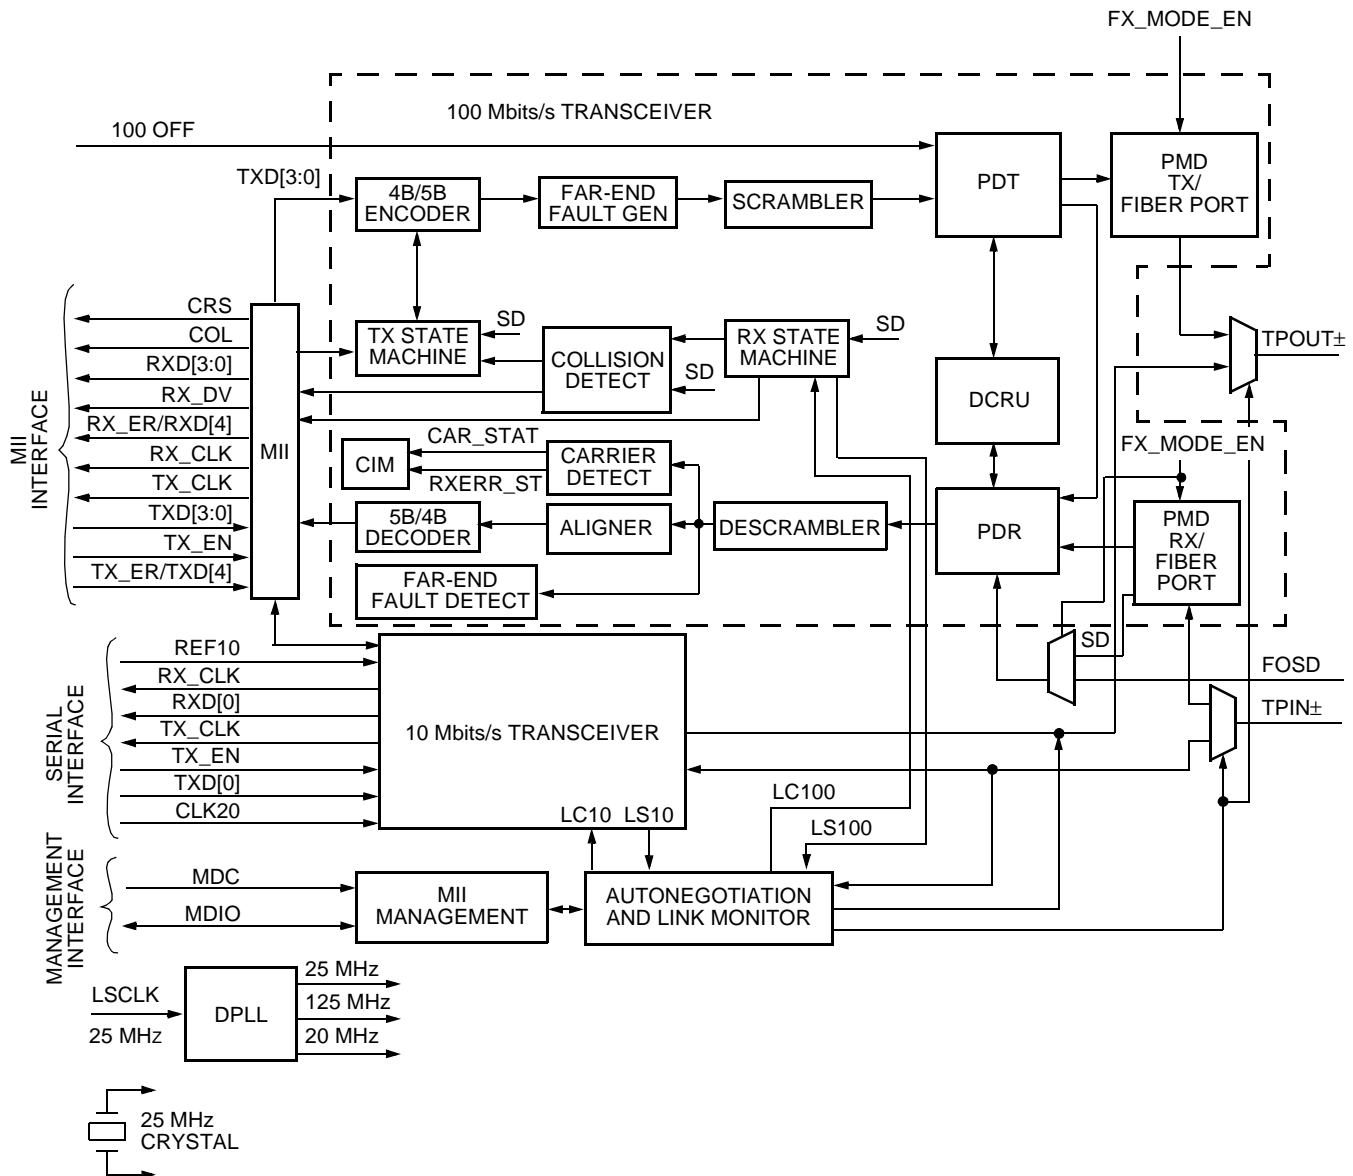 FX_MODE_EN
100 Mbits/s TRANSCEIVER
100 OFF
TXD[3:0]
4B/5B
ENCODER
FAR-END
FAULT GEN
SCRAMBLER
PDT
PMD
TX/
FIBER PORT
MII
INTERFACE
CRS
COL
RXD[3:0]
RX_DV
RX_ER/RXD[4]
RX_CLK
TX_CLK
TXD[3:0]
TX_EN
TX_ER/TXD[4]
MII
TX STATE
MACHINE
SD
COLLISION
DETECT
SD
RX STATE
MACHINE
SD
DCRU
TPOUT±
FX_MODE_EN
CIM
CAR_STAT
RXERR_ST
CARRIER
DETECT
5B/4B
DECODER
ALIGNER
DESCRAMBLER
PDR
PMD
RX/
FIBER
PORT
FAR-END
FAULT DETECT
SD
FOSD
TPIN±
SERIAL
INTERFACE
REF10
RX_CLK
RXD[0]
TX_CLK
TX_EN
TXD[0]
CLK20
10 Mbits/s TRANSCEIVER
LC10 LS10
LC100
LS100
MANAGEMENT
INTERFACE
MDC
MDIO
MII
MANAGEMENT
AUTONEGOTIATION
AND LINK MONITOR
LSCLK
25 MHz
DPLL
25 MHz
125 MHz
20 MHz
25 MHz
CRYSTAL